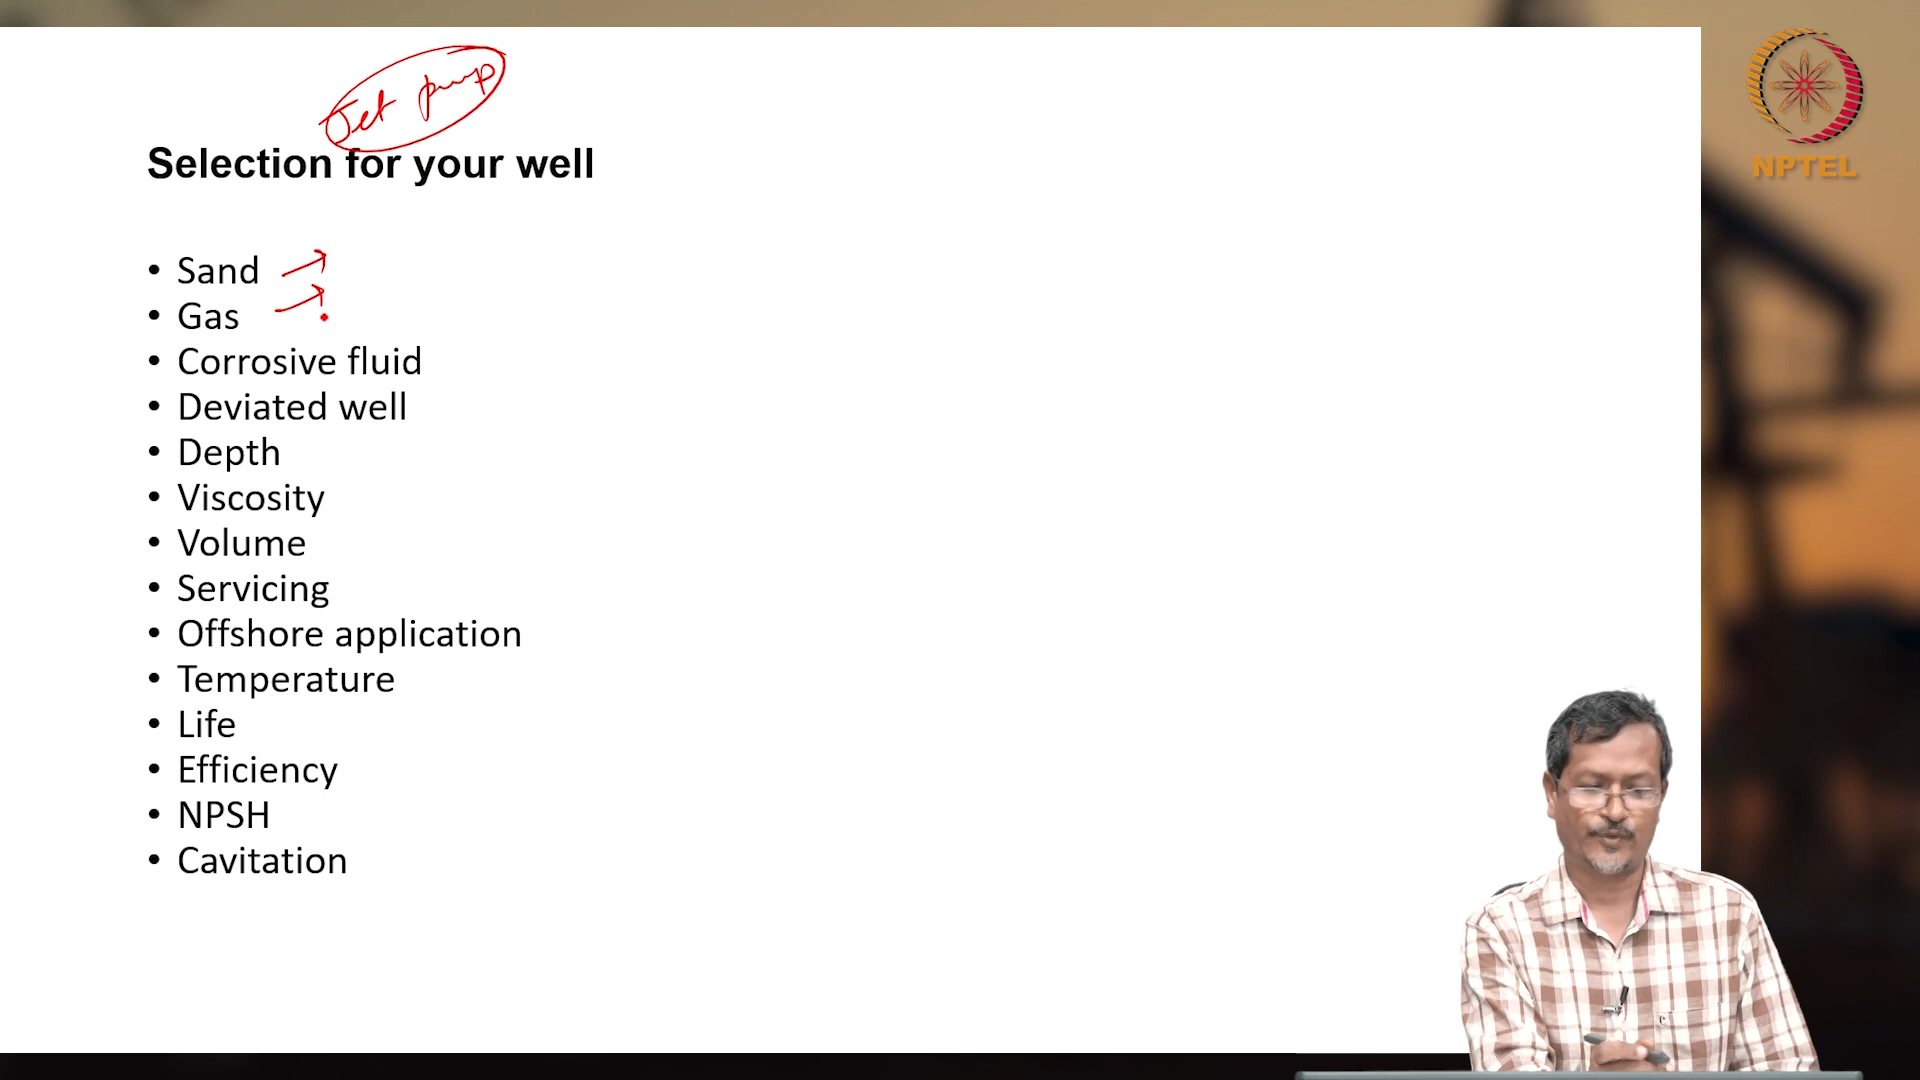 Jet pump
NPTEL
Selection for your well
• Sand
• Gas
• Corrosive fluid
• Deviated well
• Depth
• Viscosity
• Volume
• Servicing
• Offshore application
• Temperature
• Life
• Efficiency
• NPSH
• Cavitation